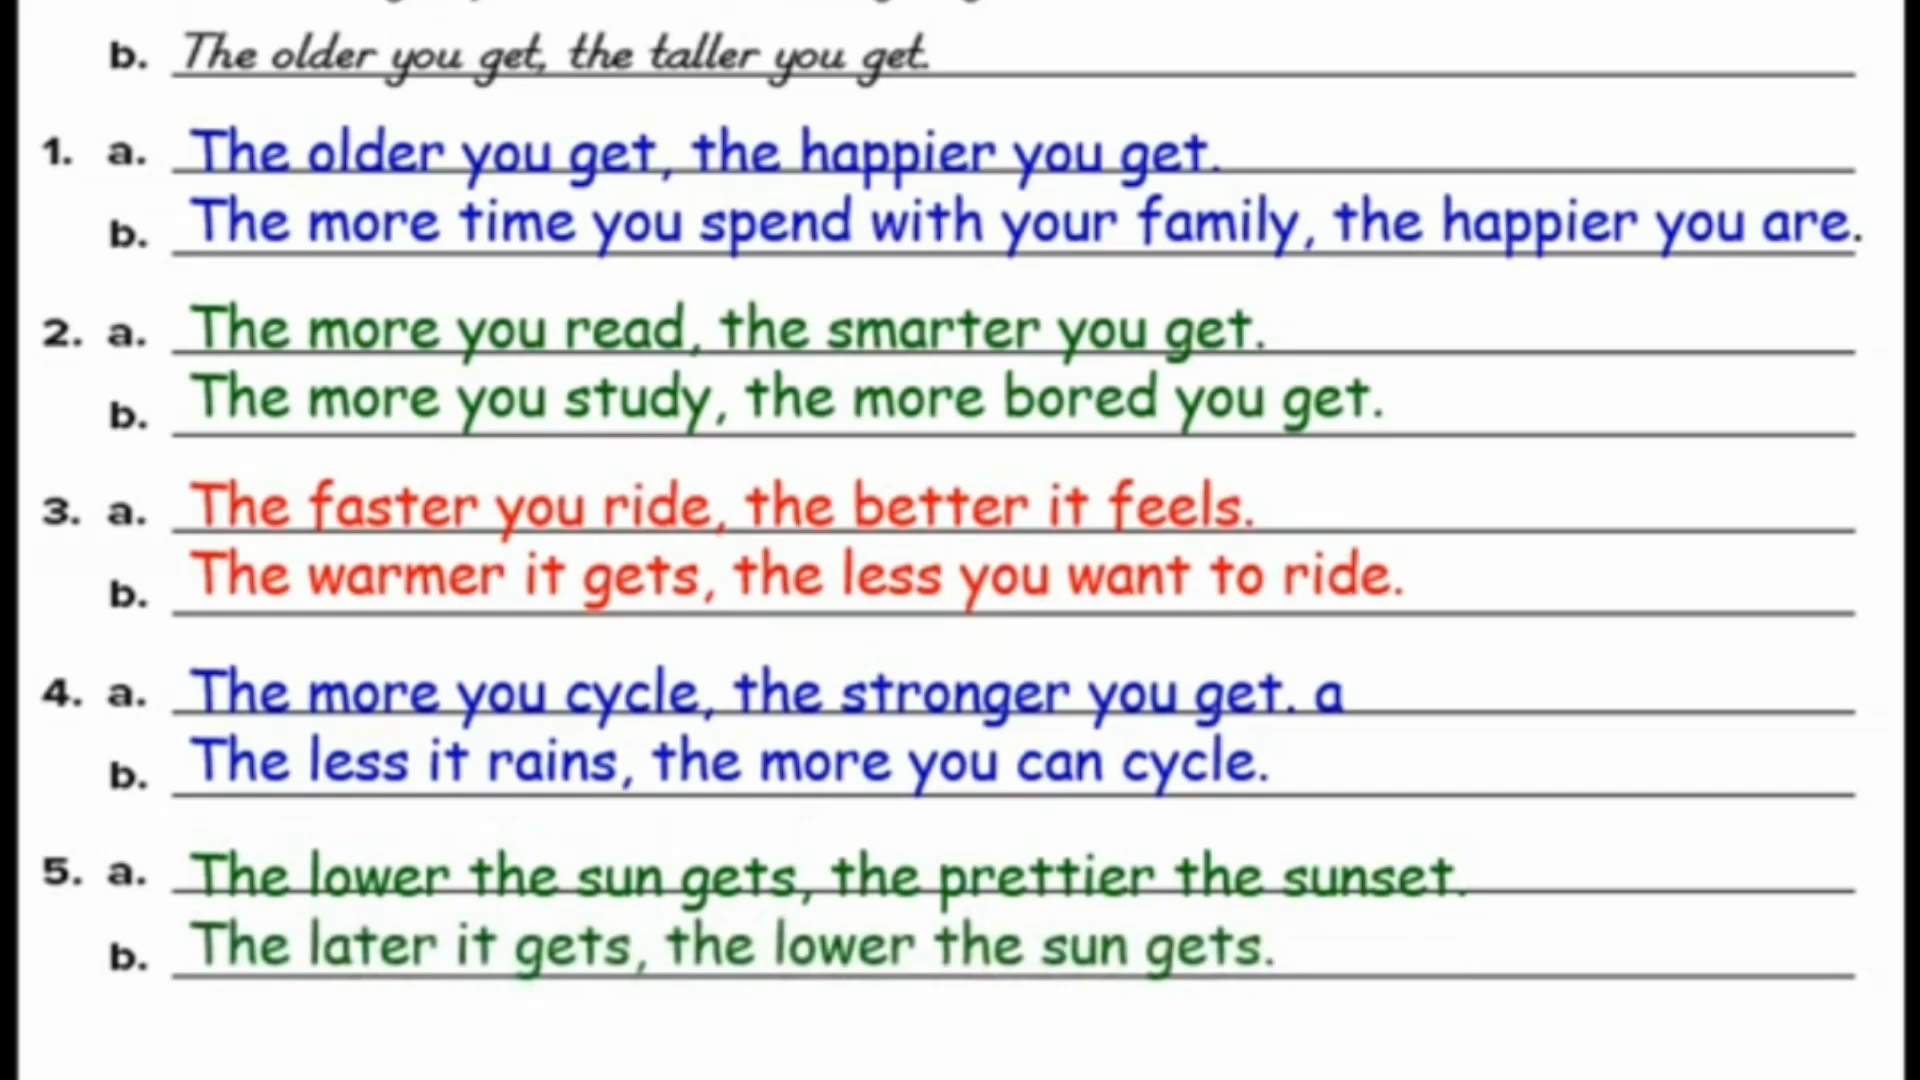 b. The older you get, the taller you get.
1. a. The older you get, the happier you get.
b. The more time you spend with your family, the happier you are.
2. a. The more you read, the smarter you get.
b. The more you study, the more bored you get.
3. a. The faster you ride, the better it feels.
b. The warmer it gets, the less you want to ride.
4. a. The more you cycle, the stronger you get. a
b. The less it rains, the more you can cycle.
5. a. The lower the sun gets, the prettier the sunset.
b. The later it gets, the lower the sun gets.